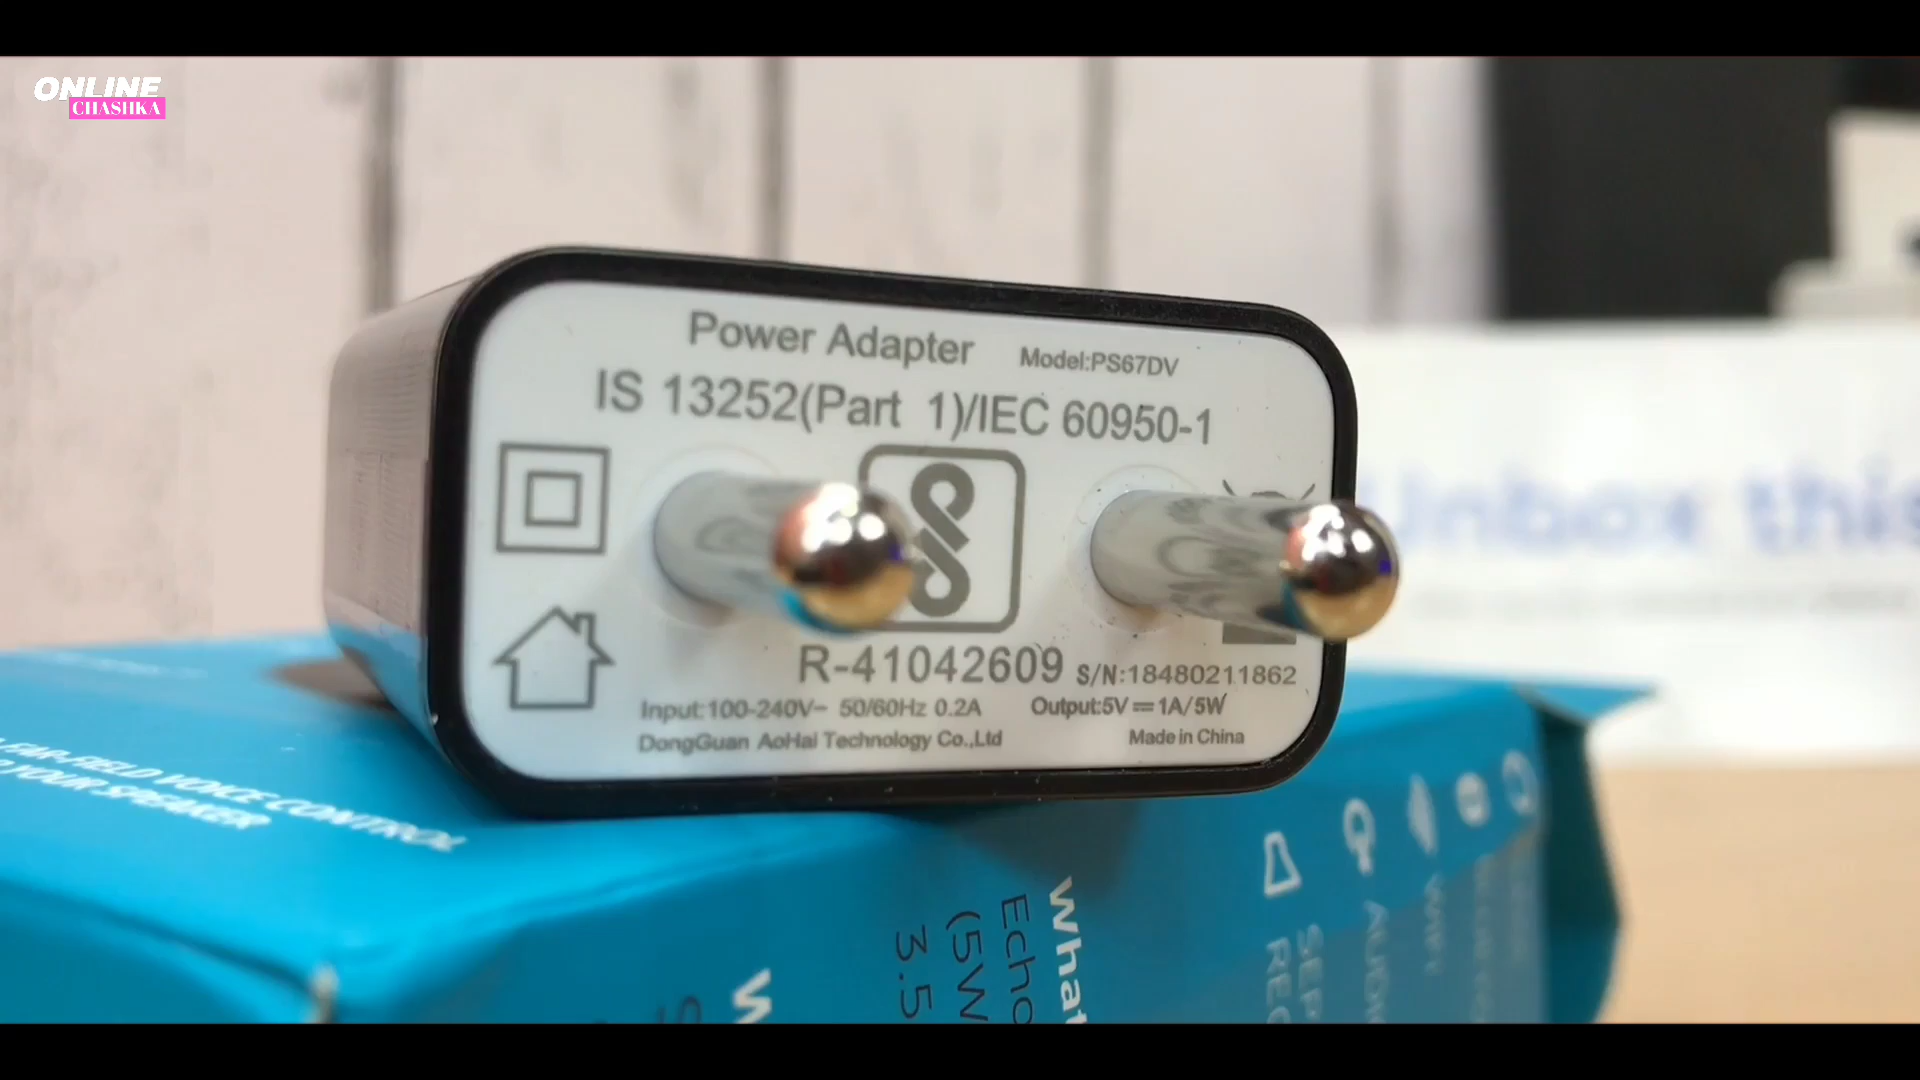 ONLINE
CHASHKA
Power Adapter Model:PS67DV
IS 13252(Part 1)/IEC 60950-1
R-41042609 S/N:18480211862
Input:100-240V~ 50/60Hz 0.2A Output:5V⎓1A/5W
DongGuan AoHai Technology Co.,Ltd Made in China
Unbox this
FAR-FIELD VOICE CONTROL
YOUR SPEAKER
What
Echo
(5W
3.5